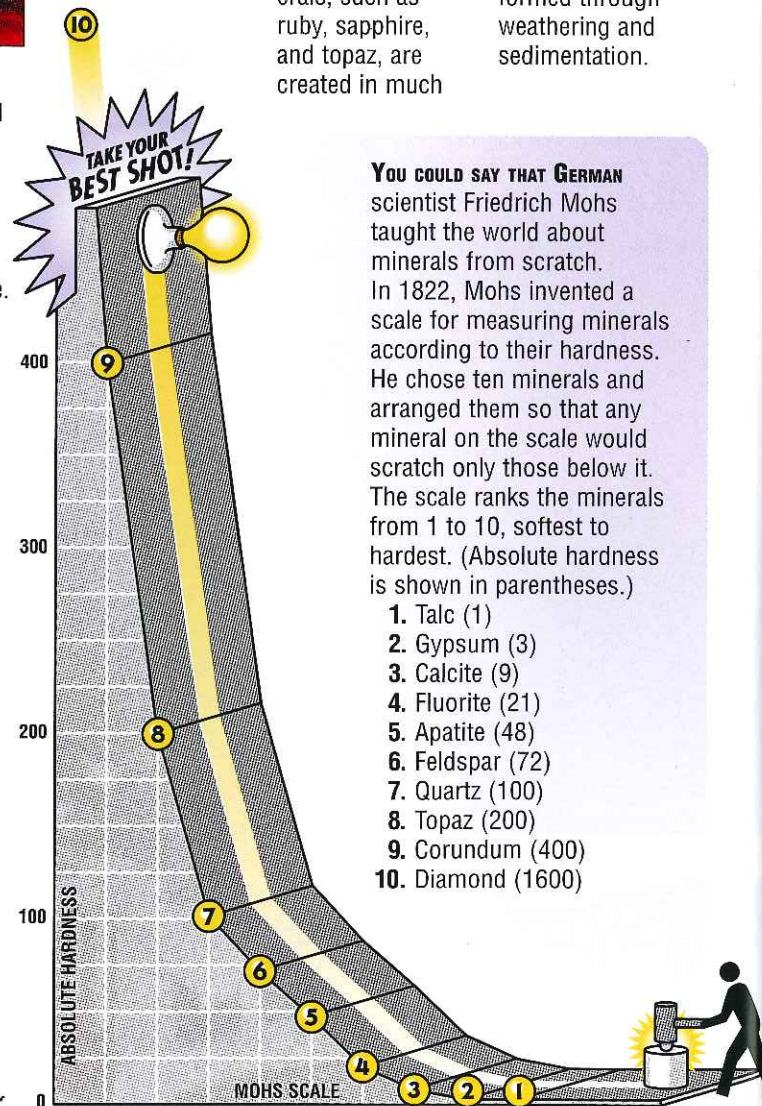 ruby, sapphire,
and topaz, are
created in much
weathering and
sedimentation.
10
TAKE YOUR
BEST SHOT!
YOU COULD SAY THAT GERMAN
scientist Friedrich Mohs
taught the world about
minerals from scratch.
In 1822, Mohs invented a
scale for measuring minerals
according to their hardness.
He chose ten minerals and
arranged them so that any
mineral on the scale would
scratch only those below it.
The scale ranks the minerals
from 1 to 10, softest to
hardest. (Absolute hardness
is shown in parentheses.)
1. Talc (1)
2. Gypsum (3)
3. Calcite (9)
4. Fluorite (21)
5. Apatite (48)
6. Feldspar (72)
7. Quartz (100)
8. Topaz (200)
9. Corundum (400)
10. Diamond (1600)
400
9
300
200
8
100
7
6
5
4
3
2
1
0
ABSOLUTE HARDNESS
MOHS SCALE